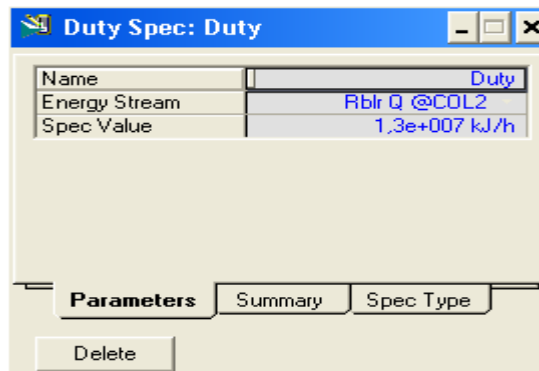 Duty Spec: Duty
Name Duty
Energy Stream Rblr Q @COL2
Spec Value 1,3e+007 kJ/h
Parameters Summary Spec Type
Delete